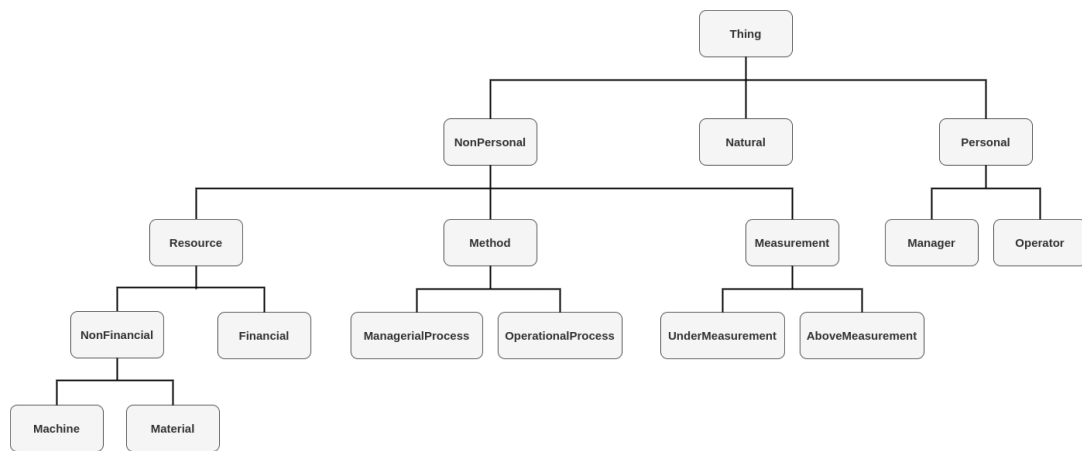 Thing
NonPersonal
Natural
Personal
Resource
Method
Measurement
Manager
Operator
NonFinancial
Financial
ManagerialProcess
OperationalProcess
UnderMeasurement
AboveMeasurement
Machine
Material